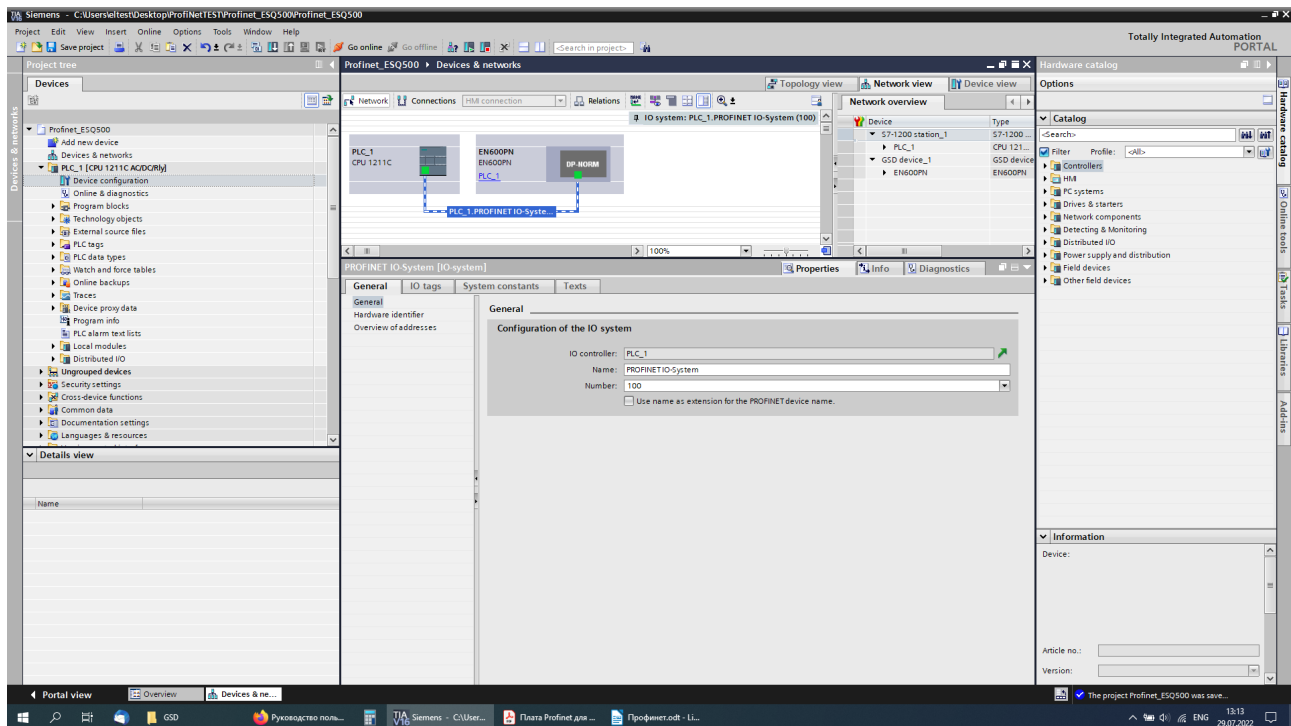 Siemens - C:\Users\eltest\Desktop\ProfiNetTEST\Profinet_ESQ500\Profinet_ESQ500
Project Edit View Insert Online Options Tools Window Help
Totally Integrated Automation
PORTAL
Save project Go online Go offline <Search in project>
Project tree
Devices
Devices & networks
Profinet_ESQ500
Add new device
Devices & networks
PLC_1 [CPU 1211C AC/DC/Rly]
Device configuration
Online & diagnostics
Program blocks
Technology objects
External source files
PLC tags
PLC data types
Watch and force tables
Online backups
Traces
Device proxy data
Program info
PLC alarm text lists
Local modules
Distributed I/O
Ungrouped devices
Security settings
Cross-device functions
Common data
Documentation settings
Languages & resources
Details view
Name
Profinet_ESQ500 Devices & networks
Topology view Network view Device view
Network Connections HMI connection Relations
IO system: PLC_1.PROFINET IO-System (100)
PLC_1
CPU 1211C
EN600PN
EN600PN
PLC_1
DP-NORM
PLC_1.PROFINET IO-Syste...
100%
Network overview
Device Type
S7-1200 station_1 S7-1200 ...
PLC_1 CPU 121...
GSD device_1 GSD device
EN600PN EN600PN
PROFINET IO-System [IO-system]
Properties Info Diagnostics
General IO tags System constants Texts
General
Hardware identifier
Overview of addresses
General
Configuration of the IO system
IO controller: PLC_1
Name: PROFINET IO-System
Number: 100
Use name as extension for the PROFINET device name.
Hardware catalog
Options
Catalog
<Search>
Filter Profile: <All>
Controllers
HMI
PC systems
Drives & starters
Network components
Detecting & Monitoring
Distributed I/O
Power supply and distribution
Field devices
Other field devices
Information
Device:
Article no.:
Version:
Hardware catalog
Online tools
Tasks
Libraries
Add-ins
Portal view Overview Devices & ne...
The project Profinet_ESQ500 was save...
GSD Руководство поль... Siemens - C:\User... Плата Profinet для ... Профинет.odt - Li...
ENG 13:13
29.07.2022